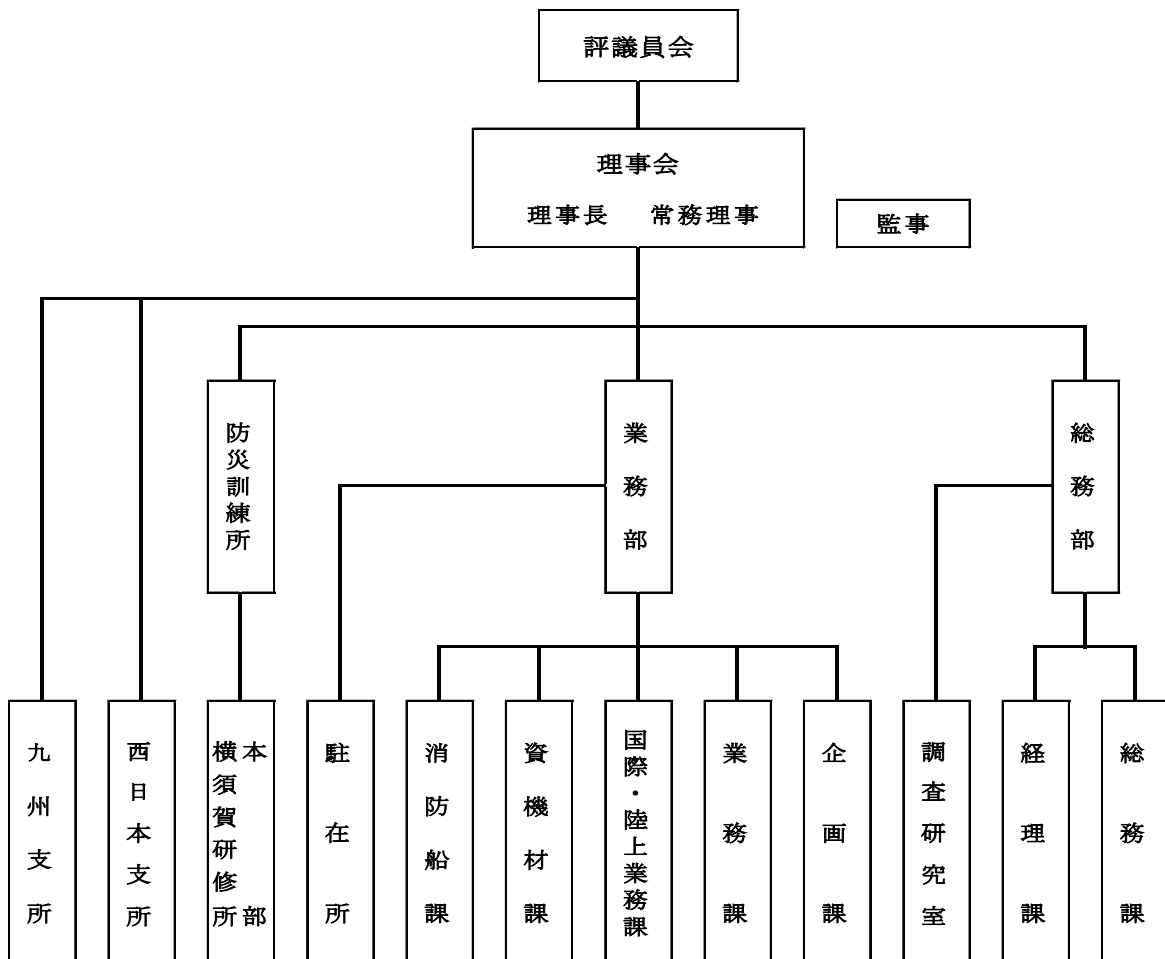 評議員会
理事会
理事長 常務理事
監事
防災訓練所
業務部
総務部
九州支所
西日本支所
本部
横須賀研修所
駐在所
消防船課
資機材課
国際・陸上業務課
業務課
企画課
調査研究室
経理課
総務課